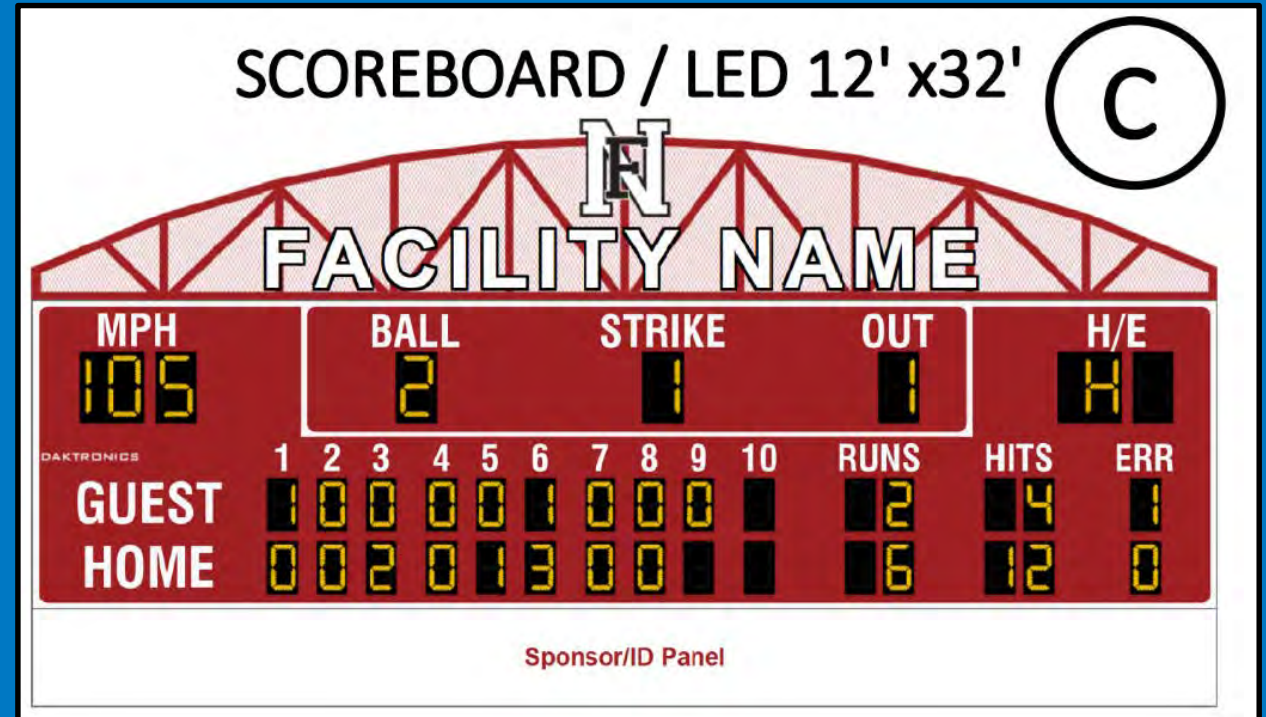 SCOREBOARD / LED 12' x32'
C
NF
FACILITY NAME
MPH BALL STRIKE OUT H/E
105 2 1 1 H
DAKTRONICS 1 2 3 4 5 6 7 8 9 10 RUNS HITS ERR
GUEST 1 0 0 0 0 1 0 0 0 2 4 1
HOME 0 0 2 0 1 3 0 0 6 12 0
Sponsor/ID Panel